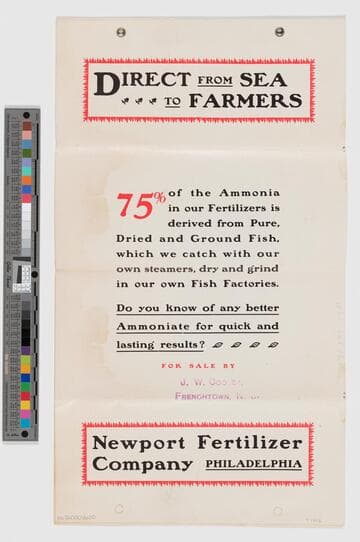 DIRECT FROM SEA
TO FARMERS
75% of the Ammonia
in our Fertilizers is
derived from Pure,
Dried and Ground Fish,
which we catch with our
own steamers, dry and grind
in our own Fish Factories.
Do you know of any better
Ammoniate for quick and
lasting results?
FOR SALE BY
J. W.
FRENCHTOWN, N.
Newport Fertilizer
Company PHILADELPHIA